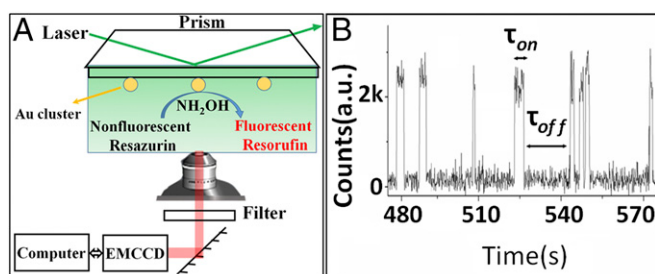 A
Prism
Laser
Au cluster
NH2OH
Nonfluorescent
Resazurin
Fluorescent
Resorufin
Filter
Computer
EMCCD
B
Counts(a.u.)
2k
0
τon
τoff
480
510
540
570
Time(s)